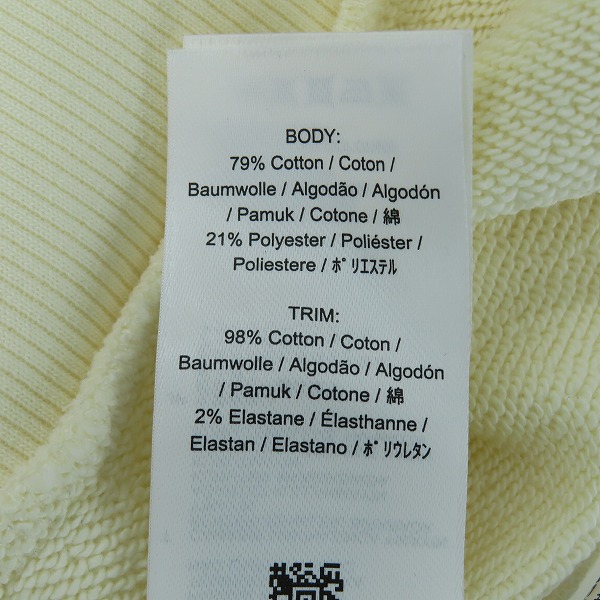 BODY:
79% Cotton / Coton /
Baumwolle / Algodão / Algodón
/ Pamuk / Cotone / 綿
21% Polyester / Poliéster /
Poliestere / ﾎﾟﾘｴｽﾃﾙ
TRIM:
98% Cotton / Coton /
Baumwolle / Algodão / Algodón
/ Pamuk / Cotone / 綿
2% Elastane / Élasthanne /
Elastan / Elastano / ﾎﾟﾘｳﾚﾀﾝ